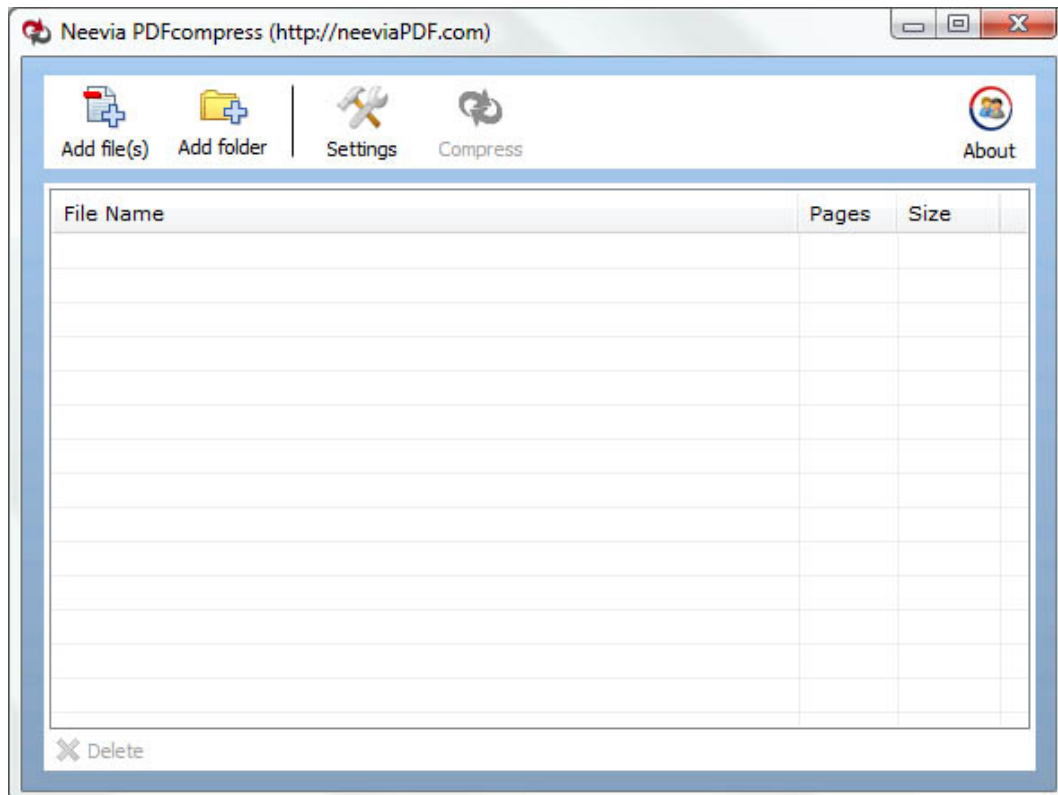 Neevia PDFcompress (http://neeviaPDF.com)
Add file(s) Add folder Settings Compress About
File Name Pages Size
Delete